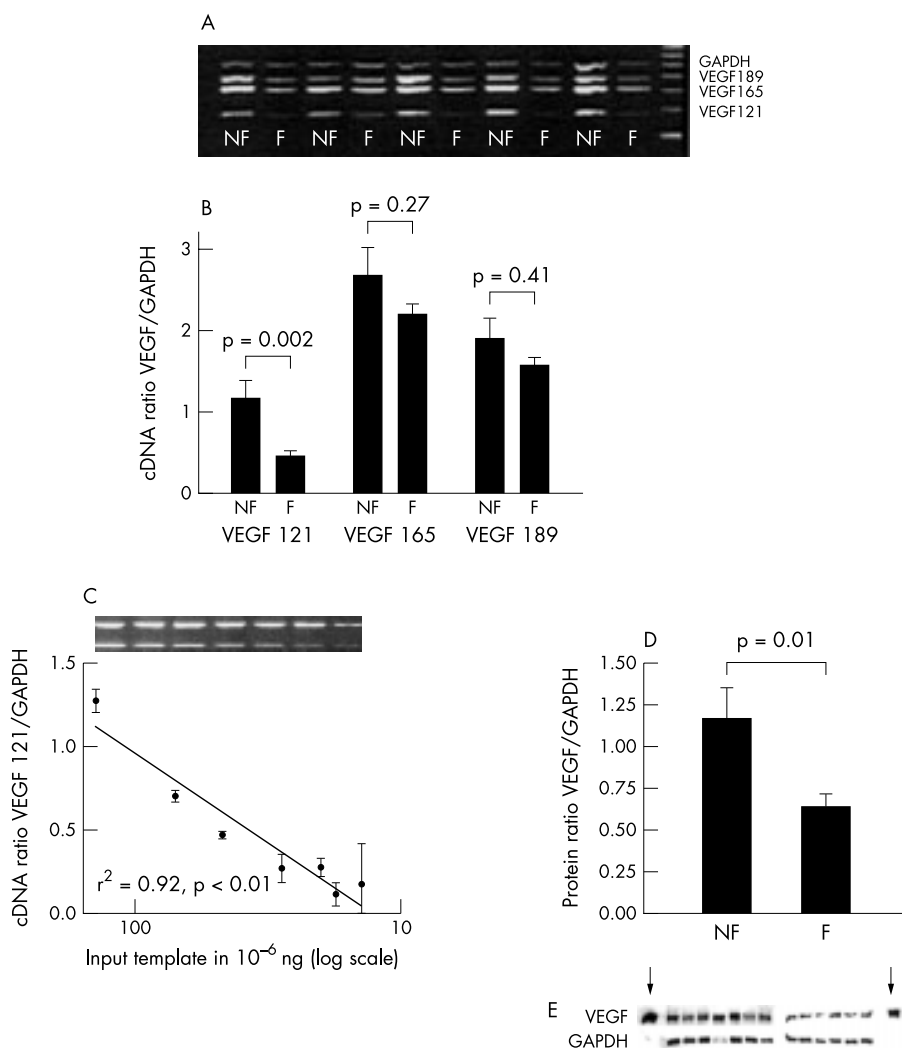 A
GAPDH
VEGF189
VEGF165
VEGF121
NF F NF F NF F NF F NF F
B
cDNA ratio VEGF/GAPDH
3
2
1
0
p = 0.002
p = 0.27
p = 0.41
NF F NF F NF F
VEGF 121 VEGF 165 VEGF 189
C
cDNA ratio VEGF 121/GAPDH
1.5
1.0
0.5
0.0
r² = 0.92, p < 0.01
100 10
Input template in 10⁻⁶ ng (log scale)
D
p = 0.01
Protein ratio VEGF/GAPDH
1.50
1.25
1.00
0.75
0.50
0.25
0.00
NF F
E
VEGF
GAPDH